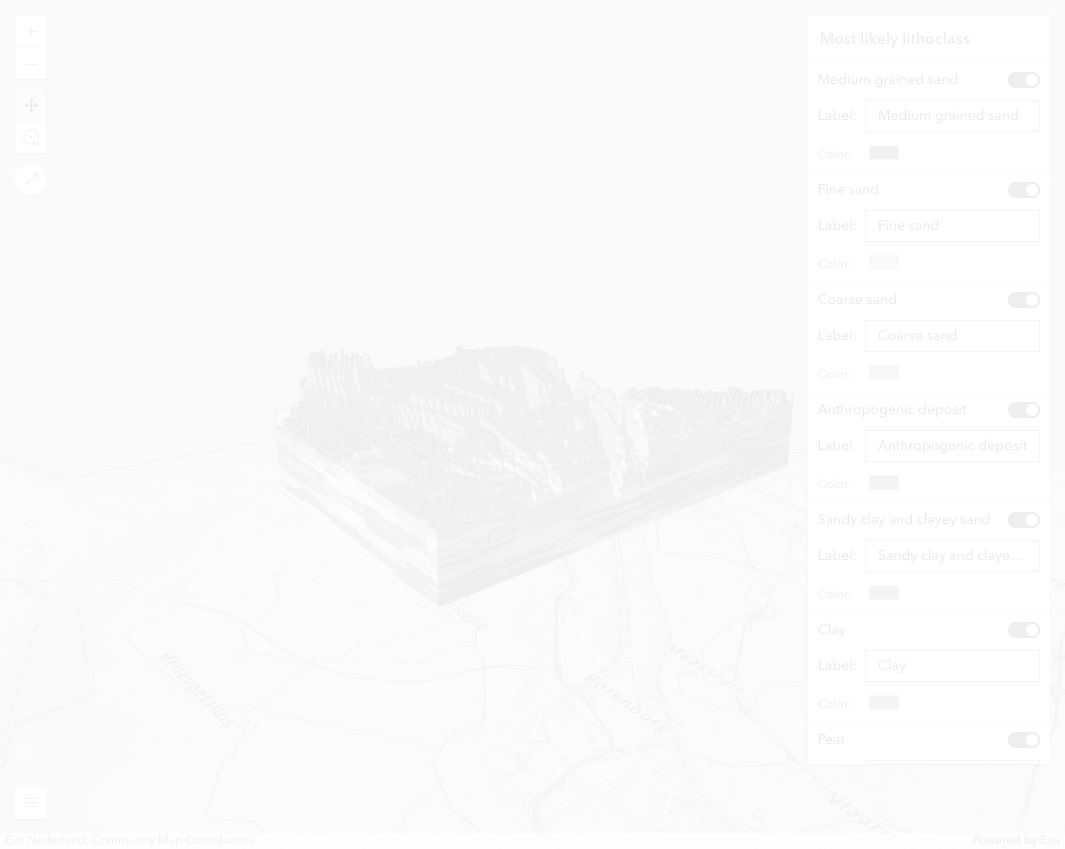 Most likely lithoclass
Medium grained sand
Label: Medium grained sand
Color:
Fine sand
Label: Fine sand
Color:
Coarse sand
Label: Coarse sand
Color:
Anthropogenic deposit
Label: Anthropogenic deposit
Color:
Sandy clay and clayey sand
Label: Sandy clay and claye...
Color:
Clay
Label: Clay
Color:
Peat
Brielle
Hellevoetsluis
Rozenburg
Maassluis
Vlaar
Esri Nederland, Community Map Contributors
Powered by Esri